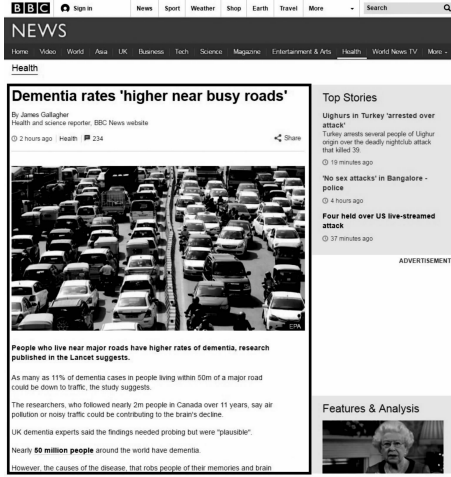 BBC
Sign in
News Sport Weather Shop Earth Travel More Search
NEWS
Home Video World Asia UK Business Tech Science Magazine Entertainment & Arts Health World News TV More
Health
Dementia rates 'higher near busy roads'
By James Gallagher
Health and science reporter, BBC News website
2 hours ago Health 234 Share
EPA
People who live near major roads have higher rates of dementia, research
published in the Lancet suggests.
As many as 11% of dementia cases in people living within 50m of a major road
could be down to traffic, the study suggests.
The researchers, who followed nearly 2m people in Canada over 11 years, say air
pollution or noisy traffic could be contributing to the brain's decline.
UK dementia experts said the findings needed probing but were "plausible".
Nearly 50 million people around the world have dementia.
However, the causes of the disease, that robs people of their memories and brain
Top Stories
Uighurs in Turkey 'arrested over
attack'
Turkey arrests several people of Uighur
origin over the deadly nightclub attack
that killed 39.
19 minutes ago
'No sex attacks' in Bangalore -
police
4 hours ago
Four held over US live-streamed
attack
37 minutes ago
ADVERTISEMENT
Features & Analysis